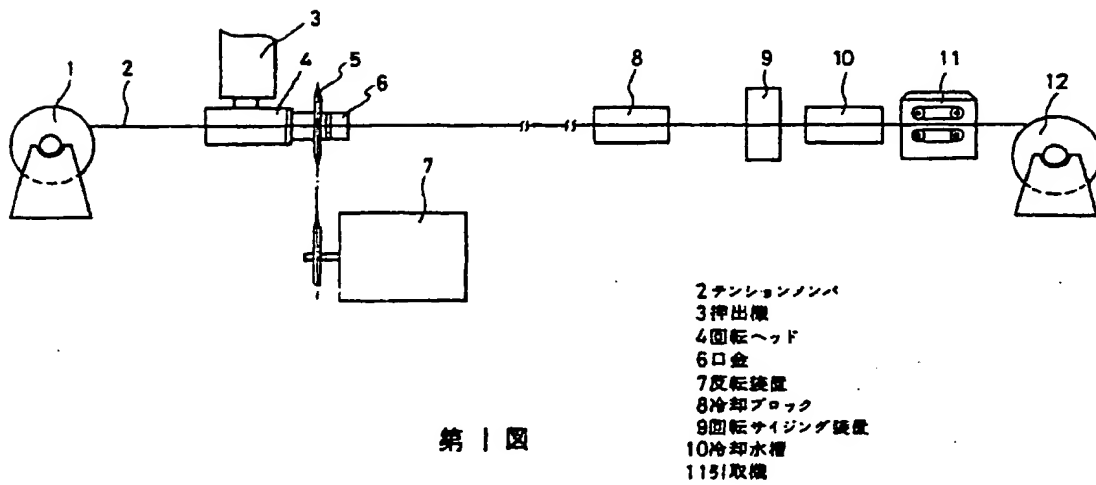 1
2
3
4
5
6
7
8
9
10
11
12
2テンションメンバ
3押出機
4回転ヘッド
6口金
7反転装置
8冷却ブロック
9回転サイジング装置
10冷却水槽
11引取機
第1図